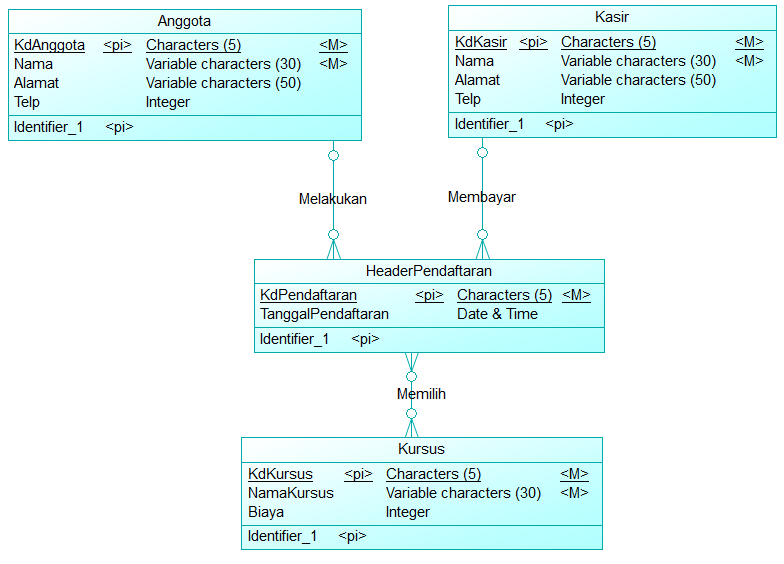 Anggota
KdAnggota <pi> Characters (5) <M>
Nama Variable characters (30) <M>
Alamat Variable characters (50)
Telp Integer
Identifier_1 <pi>
Kasir
KdKasir <pi> Characters (5) <M>
Nama Variable characters (30) <M>
Alamat Variable characters (50)
Telp Integer
Identifier_1 <pi>
Melakukan
Membayar
HeaderPendaftaran
KdPendaftaran <pi> Characters (5) <M>
TanggalPendaftaran Date & Time
Identifier_1 <pi>
Memilih
Kursus
KdKursus <pi> Characters (5) <M>
NamaKursus Variable characters (30) <M>
Biaya Integer
Identifier_1 <pi>